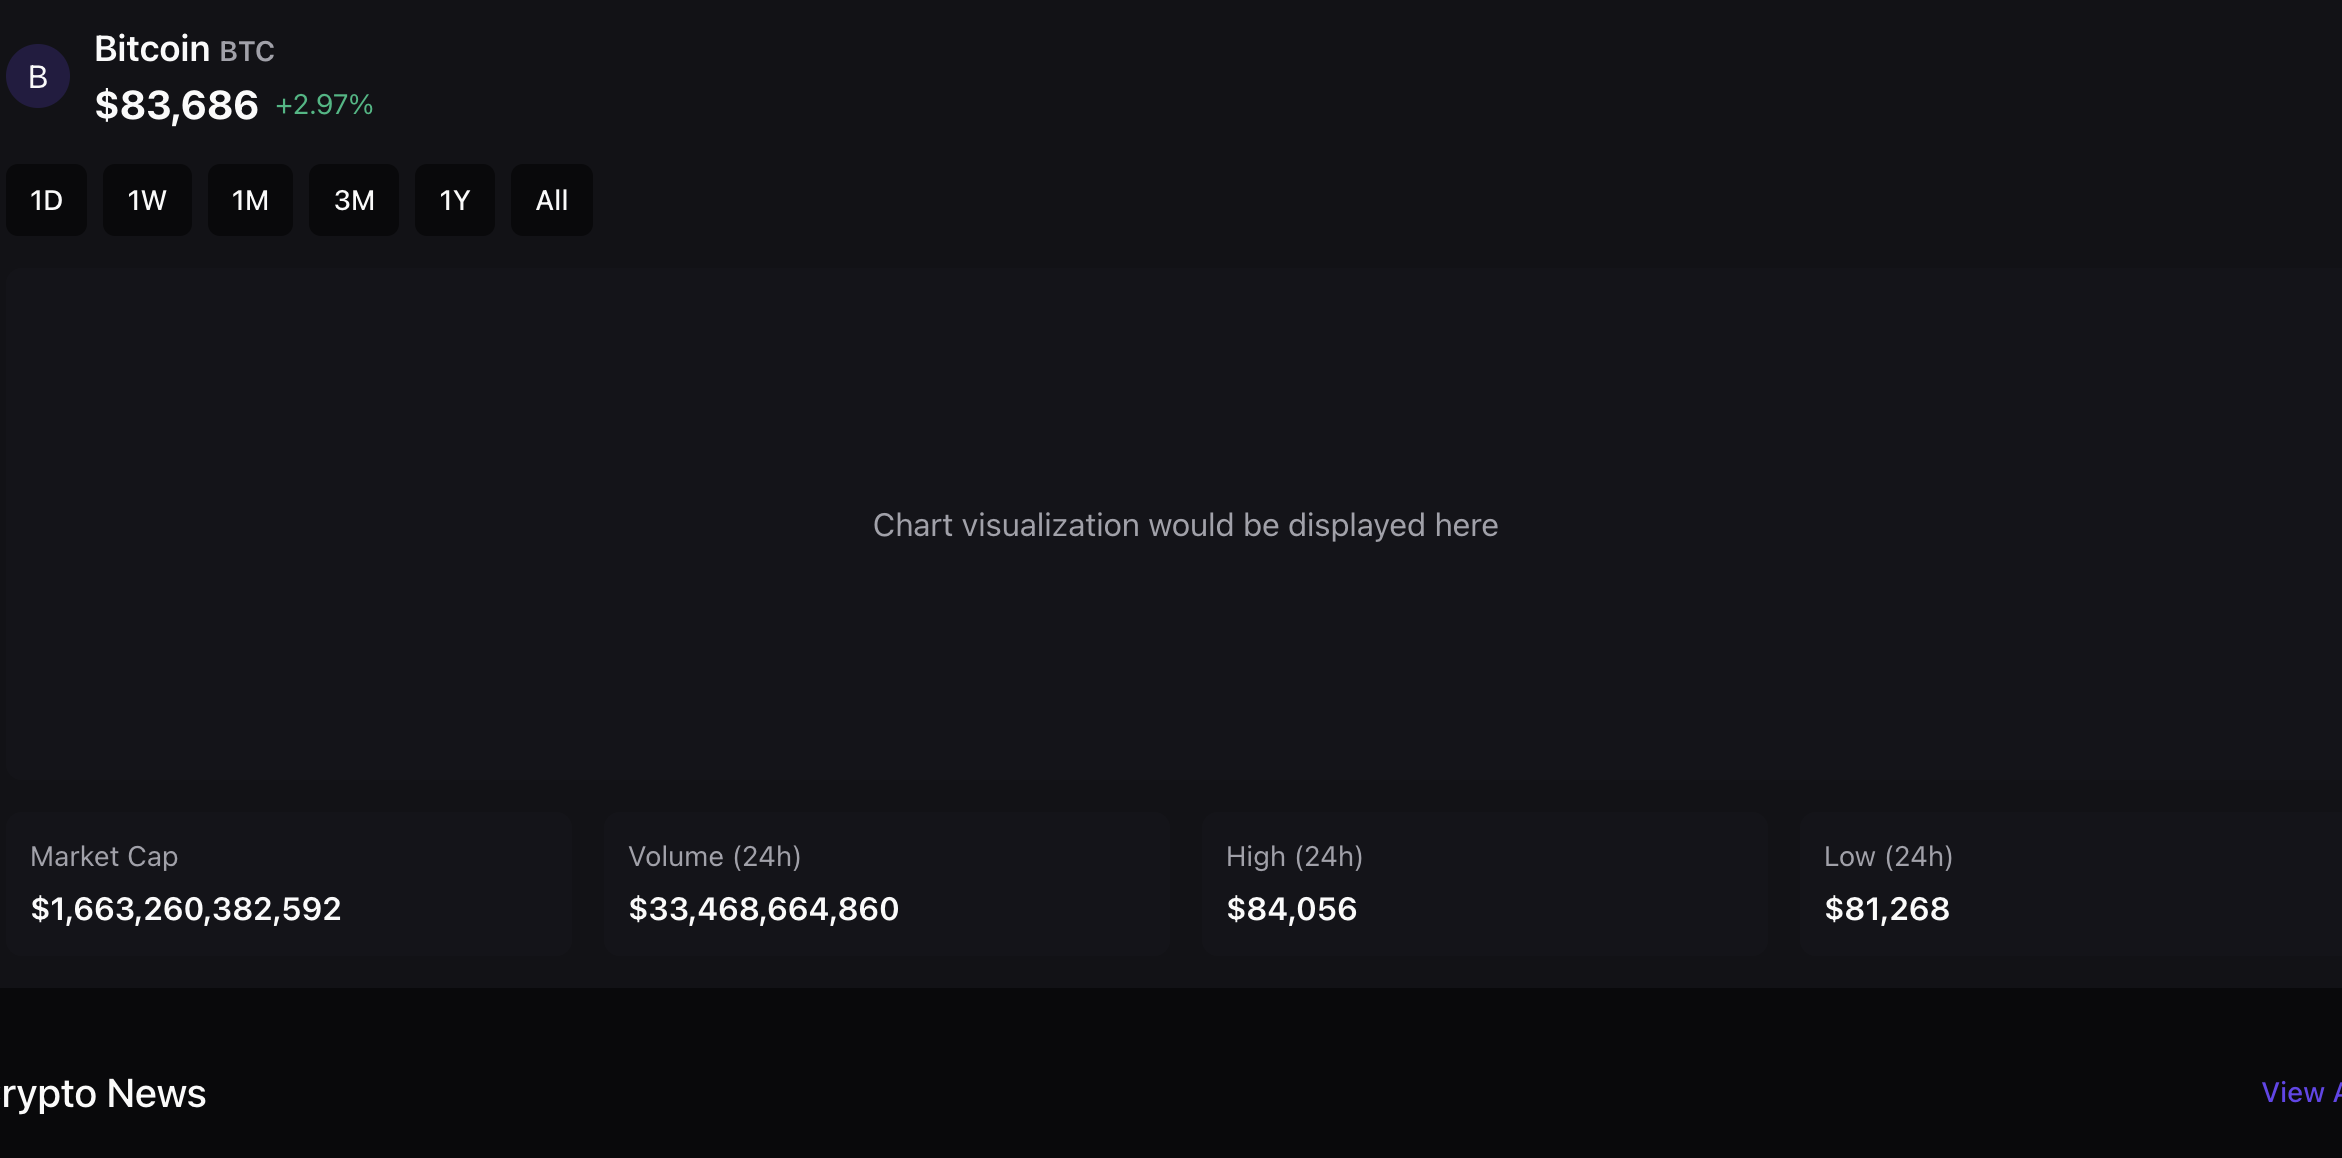 B
Bitcoin BTC
$83,686 +2.97%
1D 1W 1M 3M 1Y All
Chart visualization would be displayed here
Market Cap Volume (24h) High (24h) Low (24h)
$1,663,260,382,592 $33,468,664,860 $84,056 $81,268
rypto News View A